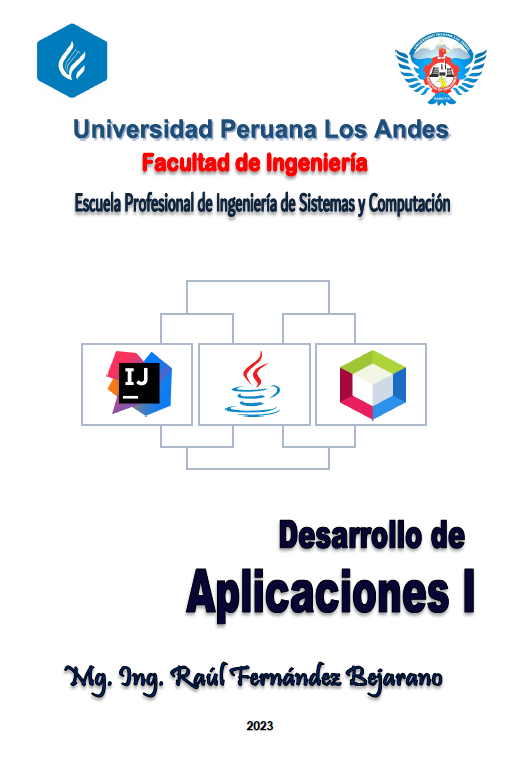 Universidad Peruana Los Andes
Facultad de Ingeniería
Escuela Profesional de Ingeniería de Sistemas y Computación
IJ
Desarrollo de
Aplicaciones I
Mg. Ing. Raúl Fernández Bejarano
2023